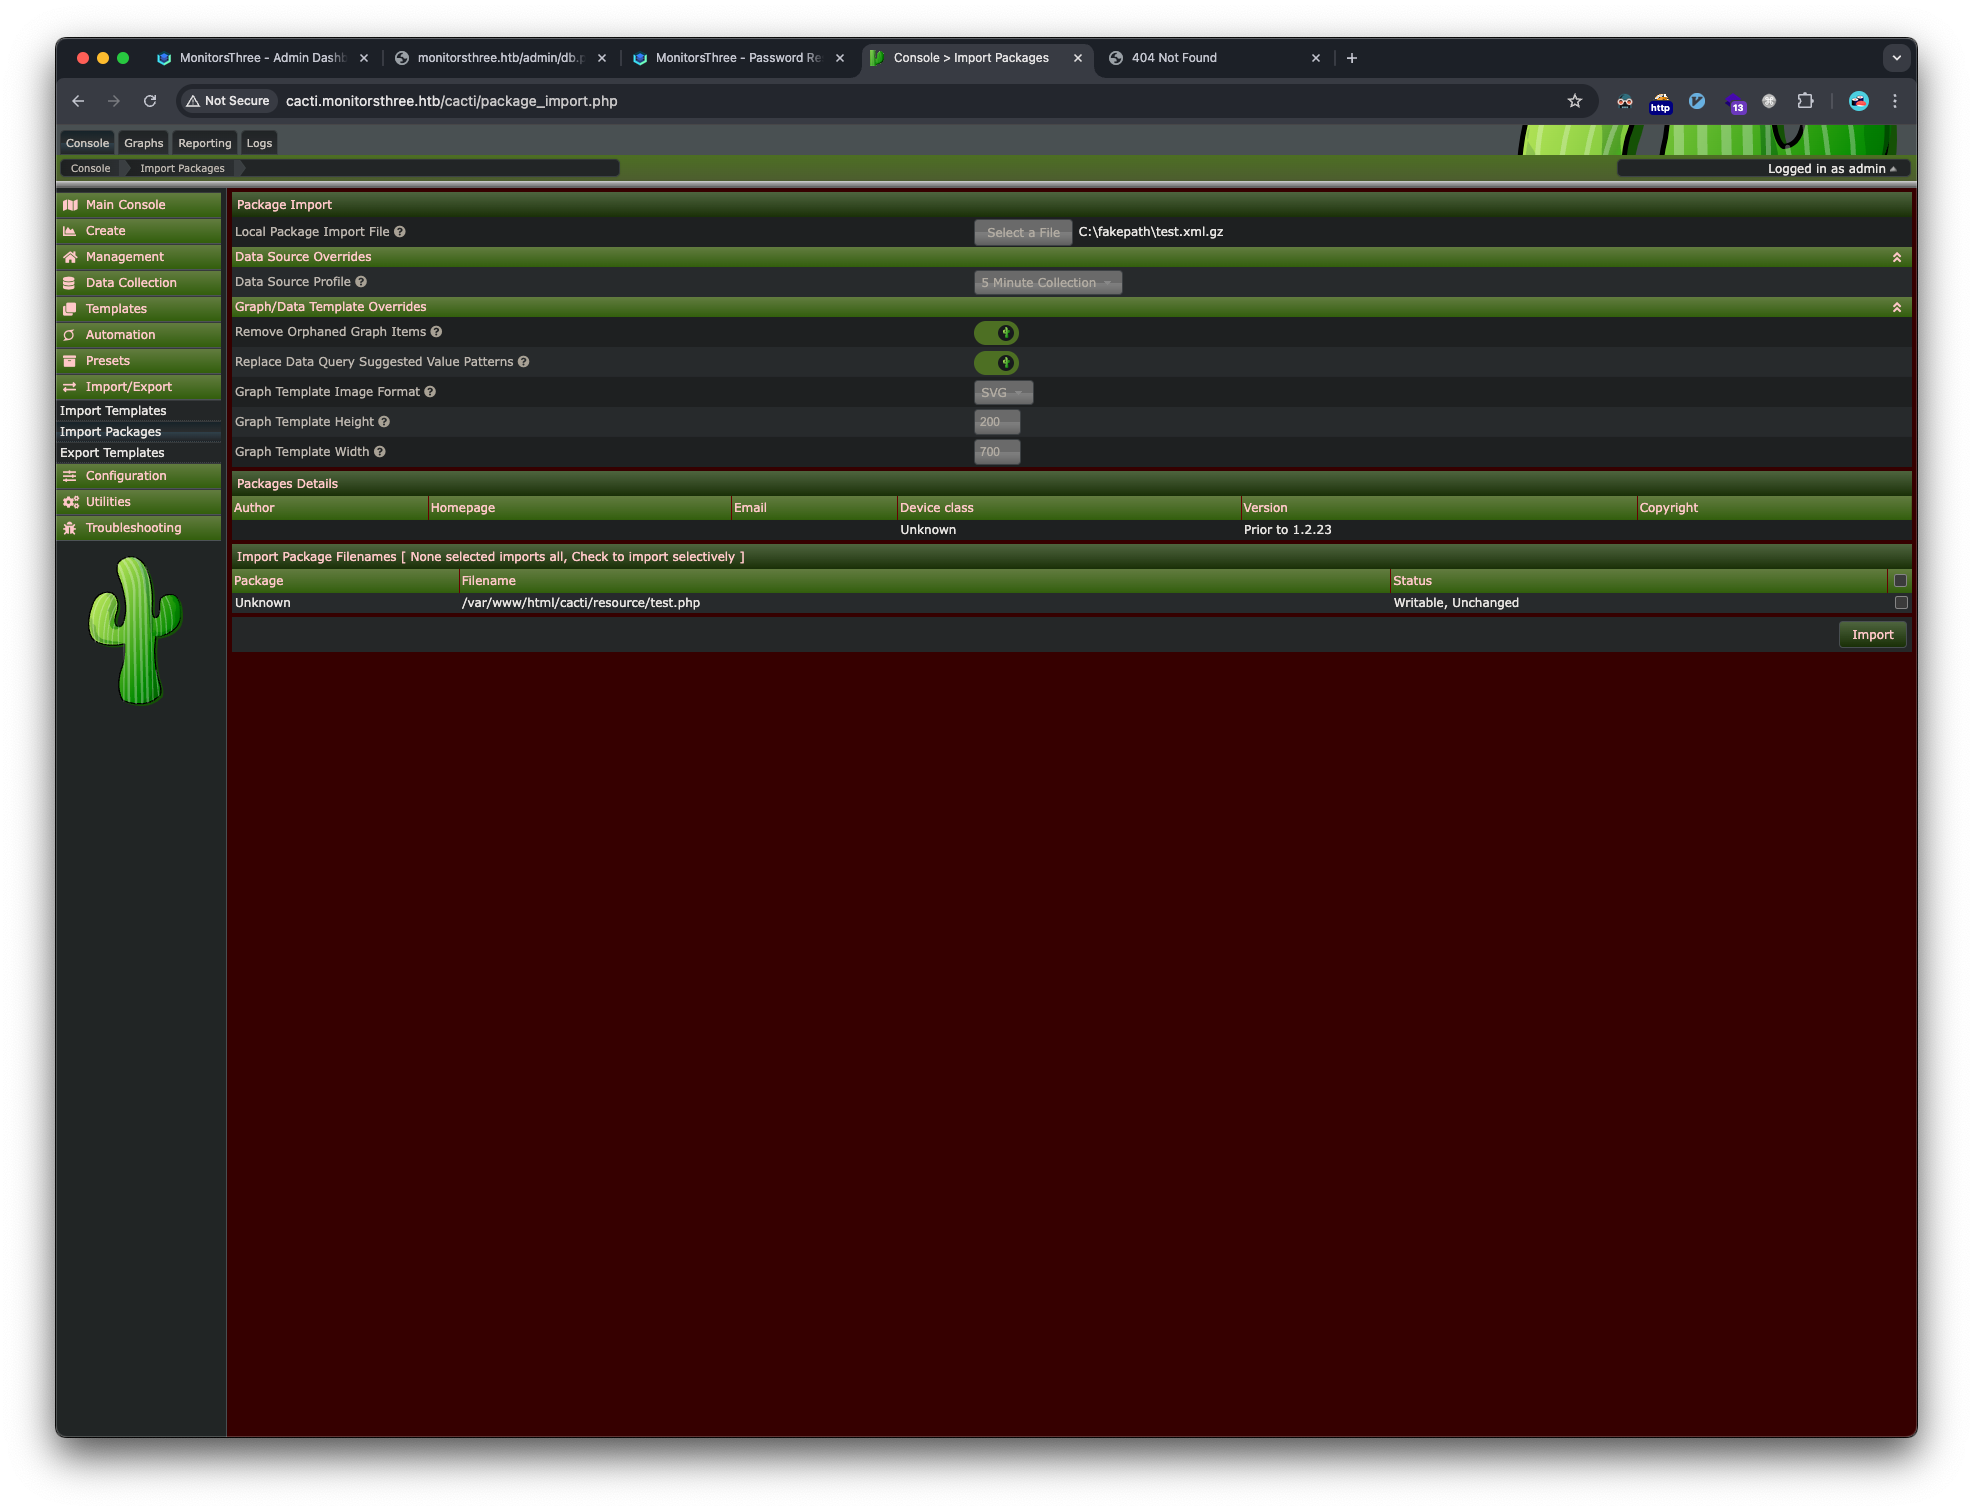 MonitorsThree - Admin Dashb
monitorsthree.htb/admin/db.p
MonitorsThree - Password Re
Console > Import Packages
404 Not Found
Not Secure
cacti.monitorsthree.htb/cacti/package_import.php
http
13
Console Graphs Reporting Logs
Console Import Packages
Logged in as admin
Main Console
Create
Management
Data Collection
Templates
Automation
Presets
Import/Export
Import Templates
Import Packages
Export Templates
Configuration
Utilities
Troubleshooting
Package Import
Local Package Import File Select a File C:\fakepath\test.xml.gz
Data Source Overrides
Data Source Profile 5 Minute Collection
Graph/Data Template Overrides
Remove Orphaned Graph Items
Replace Data Query Suggested Value Patterns
Graph Template Image Format SVG
Graph Template Height 200
Graph Template Width 700
Packages Details
Author Homepage Email Device class Version Copyright
Unknown Prior to 1.2.23
Import Package Filenames [ None selected imports all, Check to import selectively ]
Package Filename Status
Unknown /var/www/html/cacti/resource/test.php Writable, Unchanged
Import